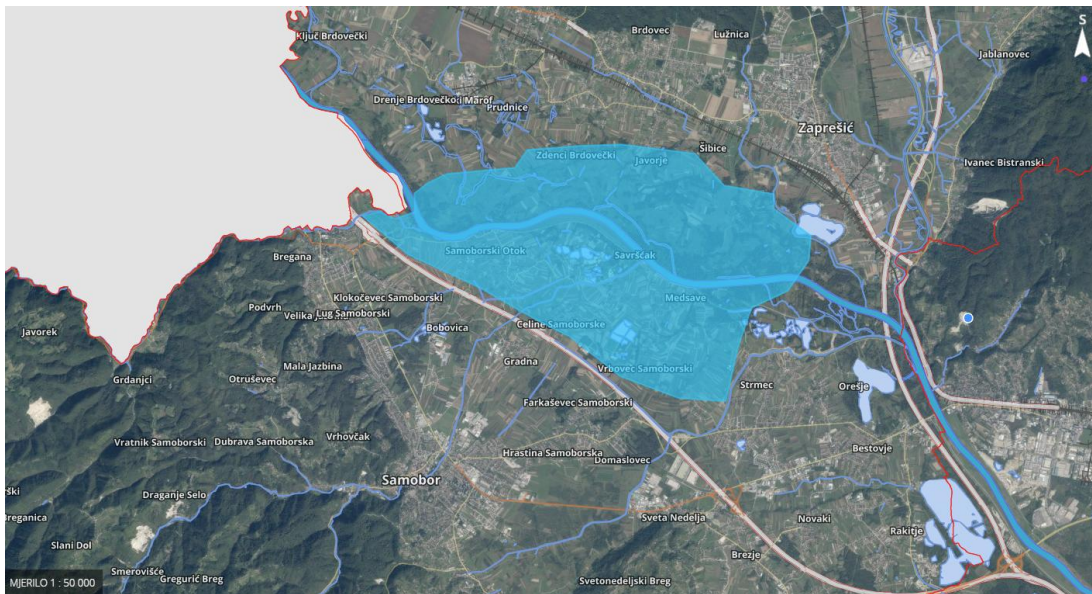 S
Ključ Brdovečki
Brdovec
Lužnica
Jablanovec
Drenje Brdovečko
Marof
Prudnice
Zaprešić
Šibice
Zdenci Brdovečki
Javorje
Ivanec Bistranski
Bregana
Samoborski Otok
Savrščak
Podvrh
Klokočevec Samoborski
Medsave
Velika
Lug Samoborski
Javorek
Bobovica
Celine Samoborske
Mala Jazbina
Gradna
Vrbovec Samoborski
Grdanjci
Otruševec
Strmec
Orešje
Farkaševec Samoborski
Vratnik Samoborski
Dubrava Samoborska
Vrhovčak
Hrastina Samoborska
Domaslovec
Bestovje
Samobor
Draganje Selo
Breganica
Sveta Nedelja
Novaki
Rakitje
Slani Dol
Brezje
Smerovišće
Gregurić Breg
Svetonedeljski Breg
MJERILO 1 : 50 000